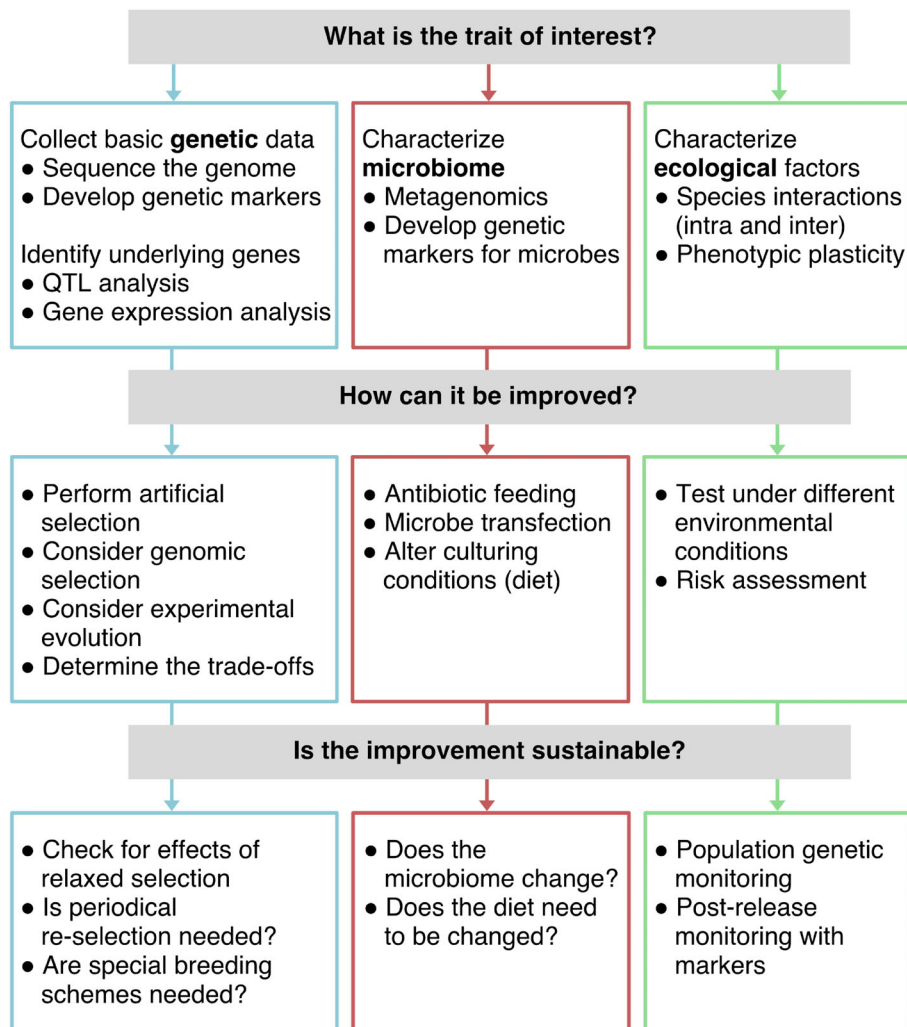 What is the trait of interest?
Collect basic genetic data
● Sequence the genome
● Develop genetic markers
Identify underlying genes
● QTL analysis
● Gene expression analysis
Characterize
microbiome
● Metagenomics
● Develop genetic
markers for microbes
Characterize
ecological factors
● Species interactions
(intra and inter)
● Phenotypic plasticity
How can it be improved?
● Perform artificial
selection
● Consider genomic
selection
● Consider experimental
evolution
● Determine the trade-offs
● Antibiotic feeding
● Microbe transfection
● Alter culturing
conditions (diet)
● Test under different
environmental
conditions
● Risk assessment
Is the improvement sustainable?
● Check for effects of
relaxed selection
● Is periodical
re-selection needed?
● Are special breeding
schemes needed?
● Does the
microbiome change?
● Does the diet need
to be changed?
● Population genetic
monitoring
● Post-release
monitoring with
markers